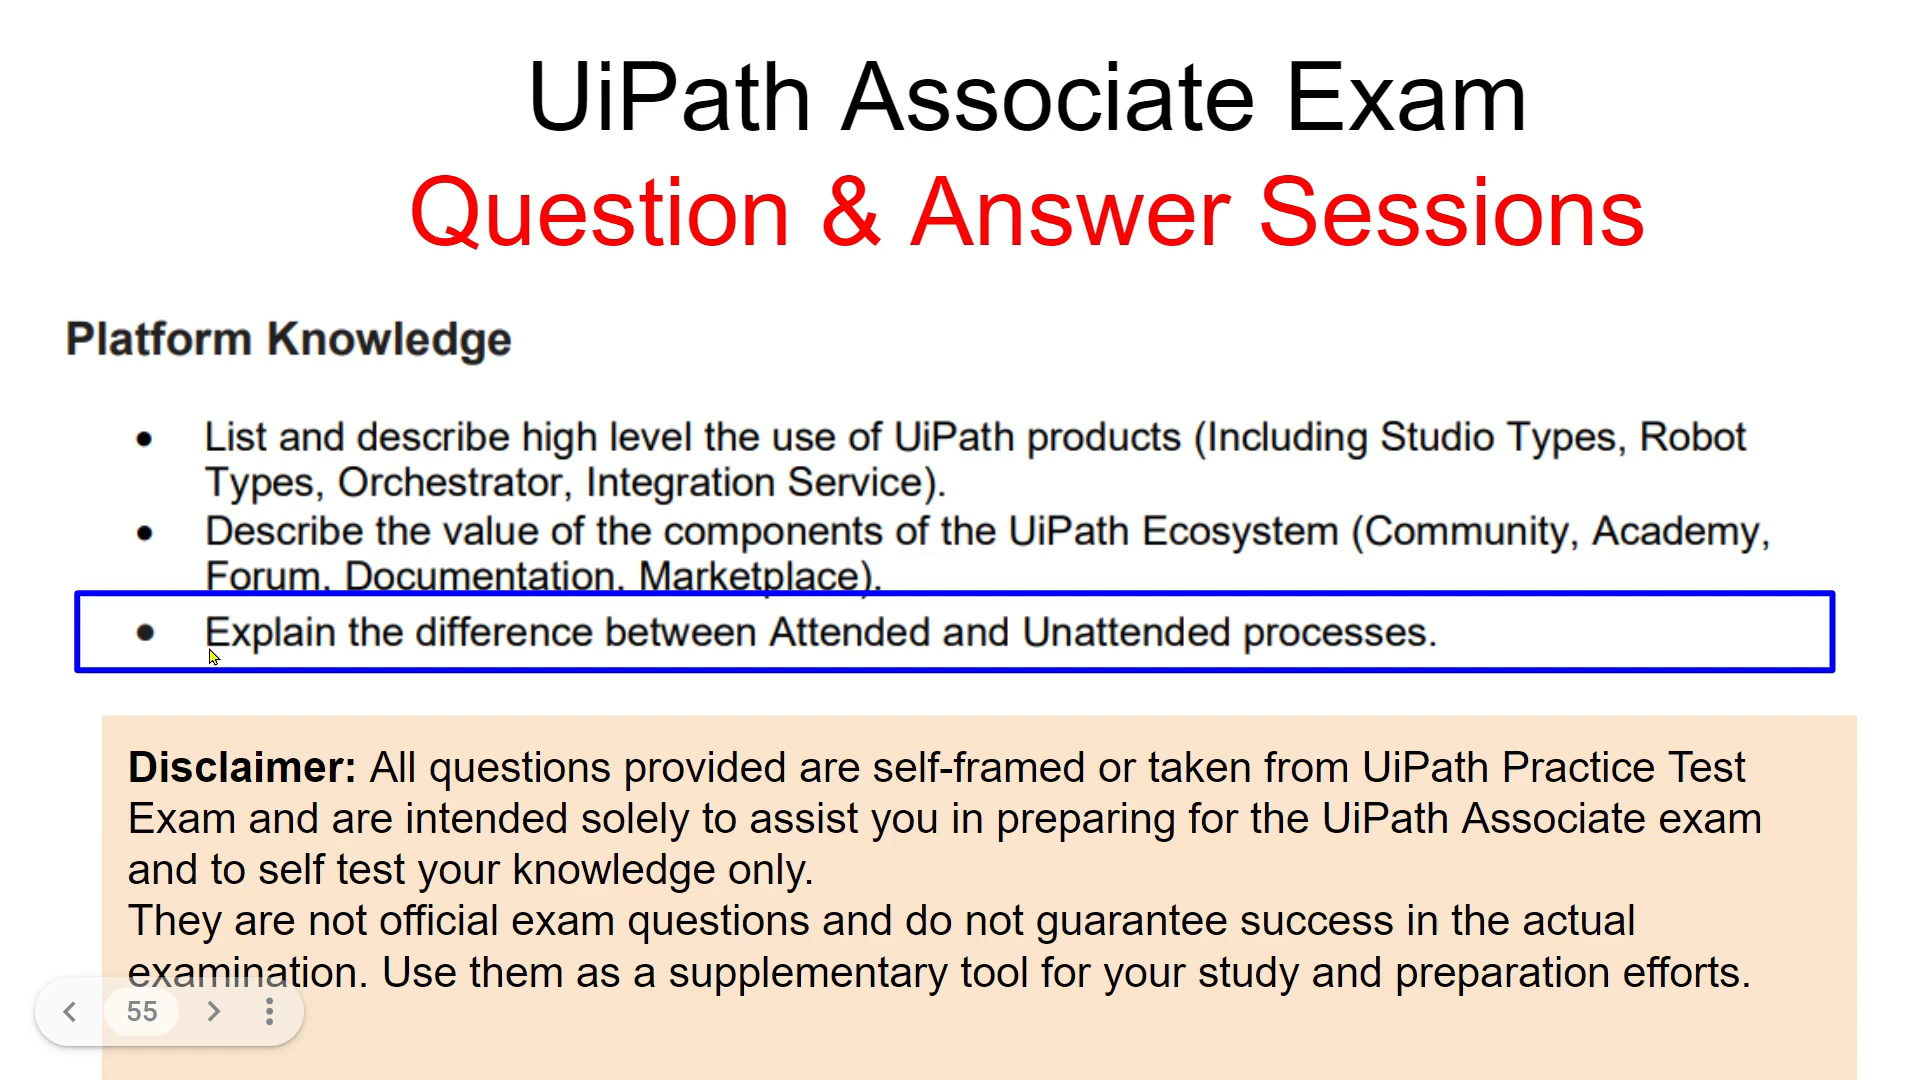 UiPath Associate Exam
Question & Answer Sessions
Platform Knowledge
• List and describe high level the use of UiPath products (Including Studio Types, Robot
Types, Orchestrator, Integration Service).
• Describe the value of the components of the UiPath Ecosystem (Community, Academy,
Forum, Documentation, Marketplace).
• Explain the difference between Attended and Unattended processes.
Disclaimer: All questions provided are self-framed or taken from UiPath Practice Test
Exam and are intended solely to assist you in preparing for the UiPath Associate exam
and to self test your knowledge only.
They are not official exam questions and do not guarantee success in the actual
examination. Use them as a supplementary tool for your study and preparation efforts.
55